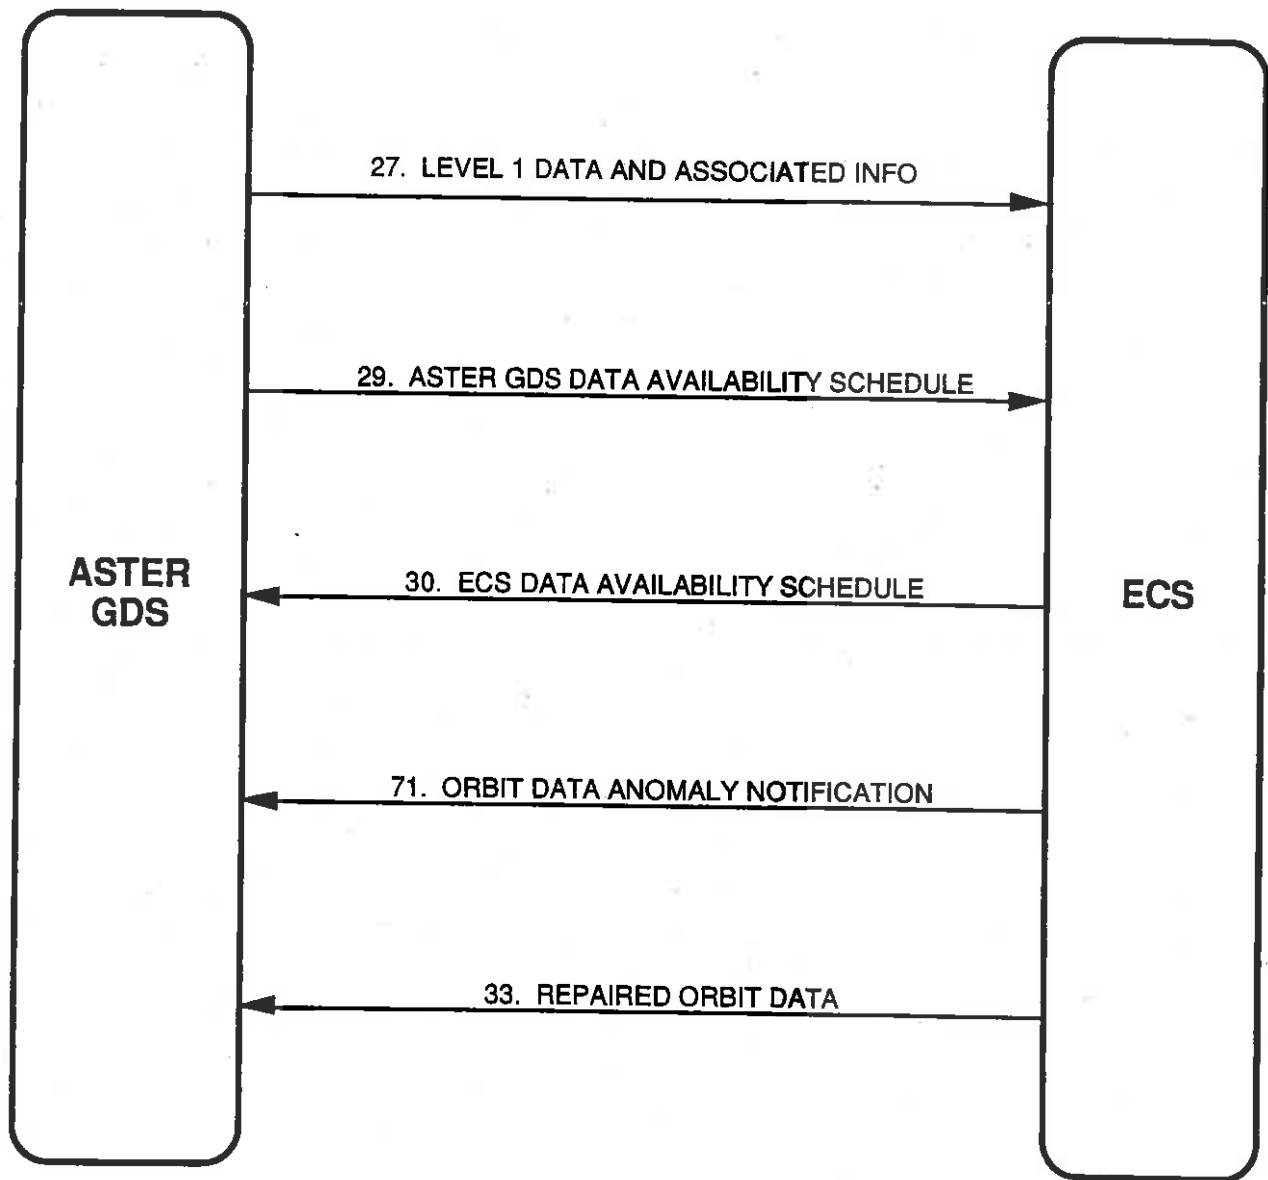 27. LEVEL 1 DATA AND ASSOCIATED INFO
29. ASTER GDS DATA AVAILABILITY SCHEDULE
ASTER
GDS
30. ECS DATA AVAILABILITY SCHEDULE
ECS
71. ORBIT DATA ANOMALY NOTIFICATION
33. REPAIRED ORBIT DATA